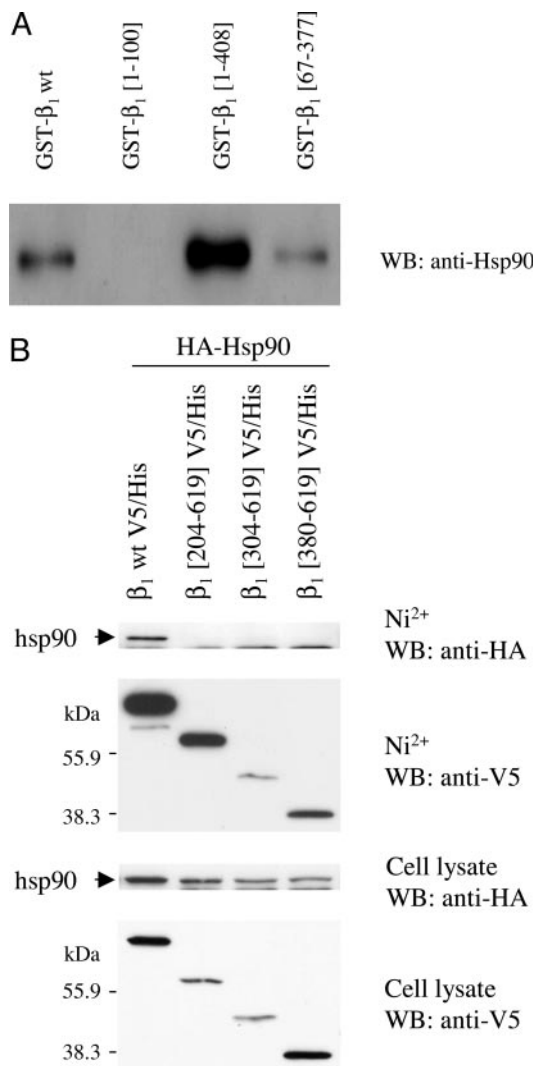 A
GST-β₁ wt
GST-β₁ [1-100]
GST-β₁ [1-408]
GST-β₁ [67-377]
WB: anti-Hsp90
B
HA-Hsp90
β₁ wt V5/His
β₁ [204-619] V5/His
β₁ [304-619] V5/His
β₁ [380-619] V5/His
hsp90
Ni²⁺
WB: anti-HA
kDa
55.9 -
38.3 -
Ni²⁺
WB: anti-V5
hsp90
Cell lysate
WB: anti-HA
kDa
55.9 -
38.3 -
Cell lysate
WB: anti-V5